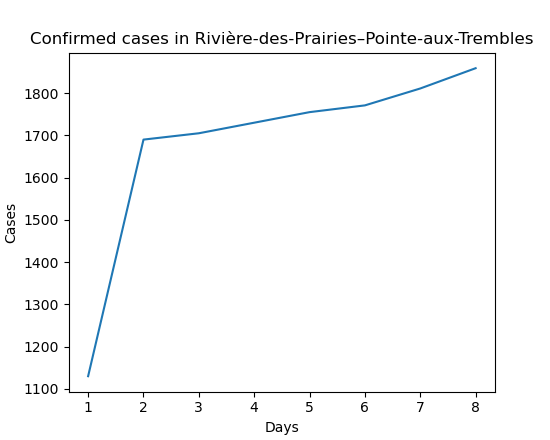 Confirmed cases in Rivière-des-Prairies–Pointe-aux-Trembles
Cases
1800
1700
1600
1500
1400
1300
1200
1100
1 2 3 4 5 6 7 8
Days